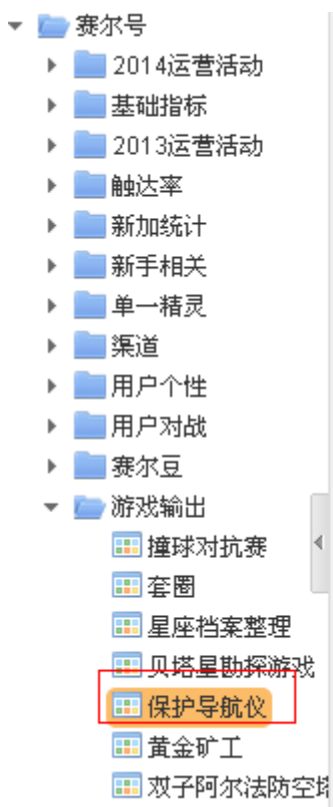 赛尔号
2014运营活动
基础指标
2013运营活动
触达率
新加统计
新手相关
单一精灵
渠道
用户个性
用户对战
赛尔豆
游戏输出
撞球对抗赛
套圈
星座档案整理
贝塔星勘探游戏
保护导航仪
黄金矿工
双子阿尔法防空塔